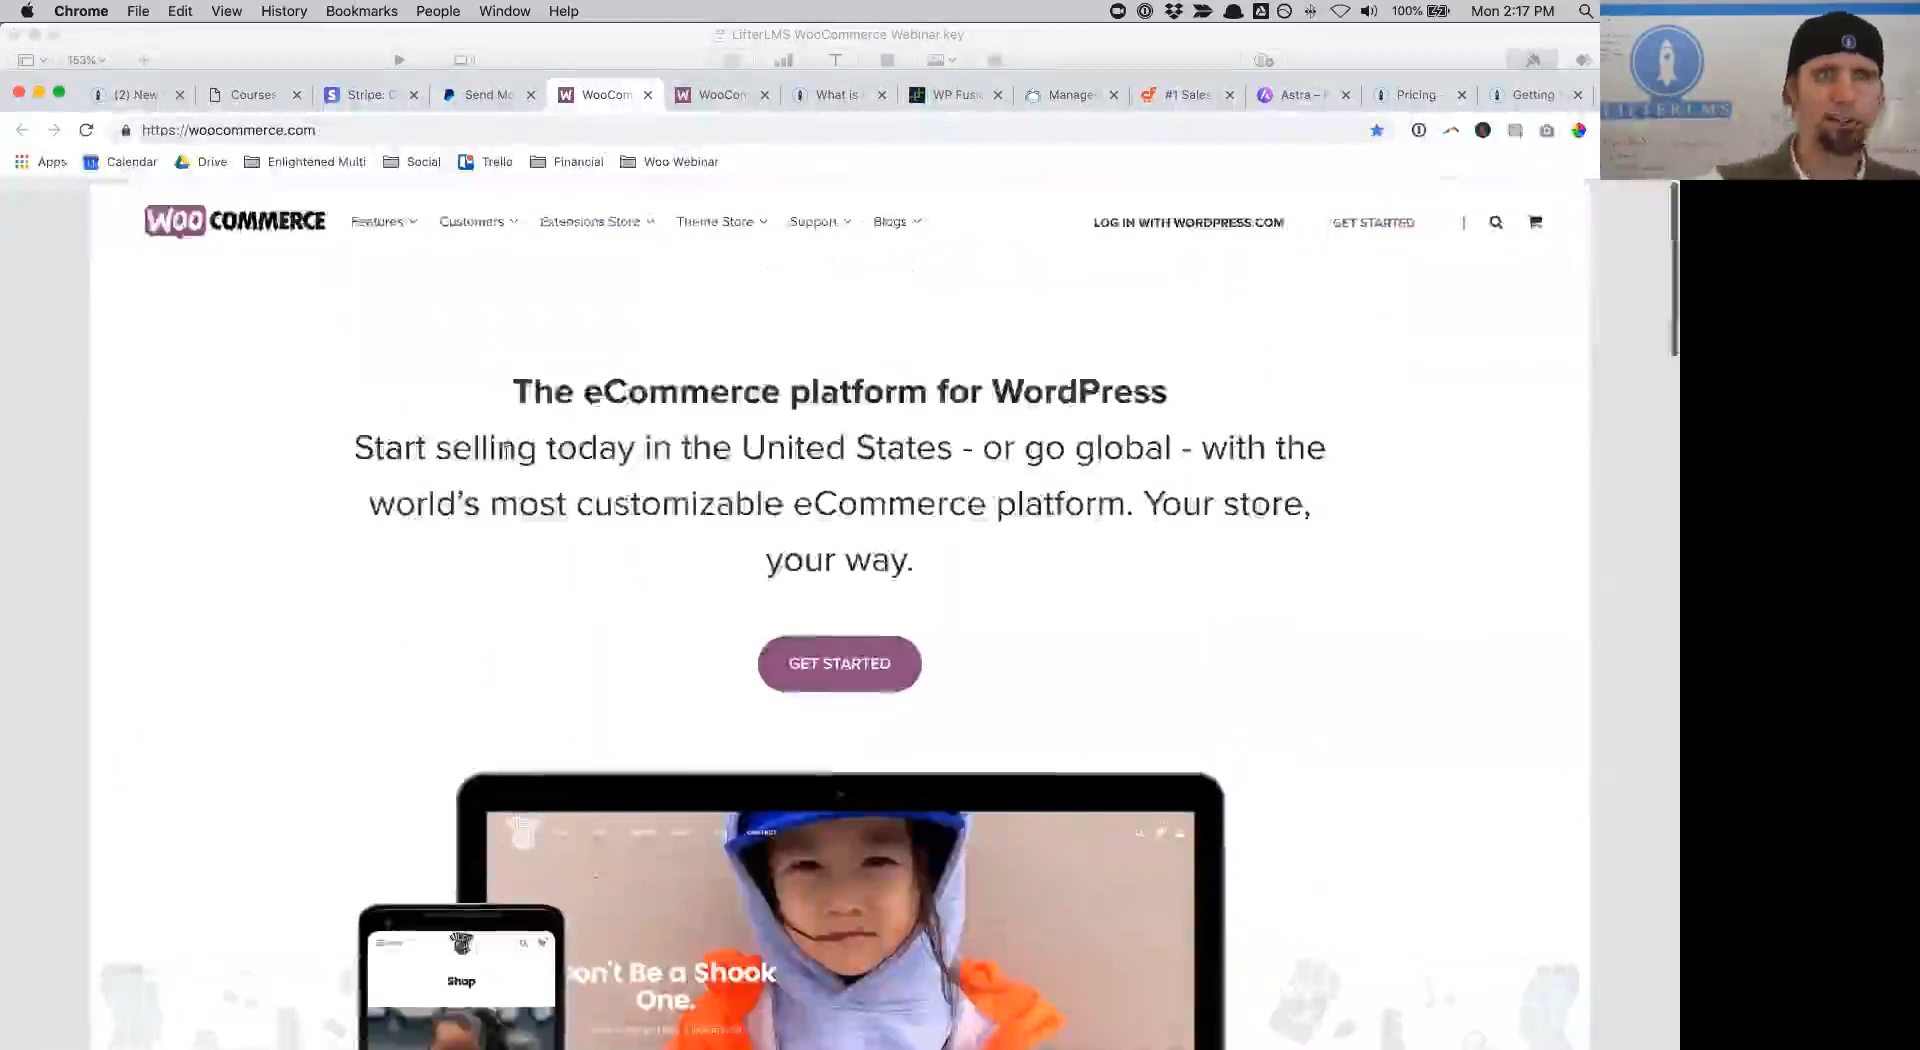 Chrome File Edit View History Bookmarks People Window Help 100% Mon 2:17 PM
LifterLMS WooCommerce Webinar.key
153%
(2) New Courses Stripe: C Send Mo WooCom WooCom What is WP Fus Manage #1 Sales Astra – Pricing Getting
https://woocommerce.com
Apps Calendar Drive Enlightened Multi Social Trello Financial Woo Webinar
LIFTERLMS
WOO COMMERCE Features Customers Extensions Store Theme Store Support Blogs LOG IN WITH WORDPRESS.COM GET STARTED
The eCommerce platform for WordPress
Start selling today in the United States - or go global - with the
world's most customizable eCommerce platform. Your store,
your way.
GET STARTED
CONTACT
Shop
on't Be a Shook
One.